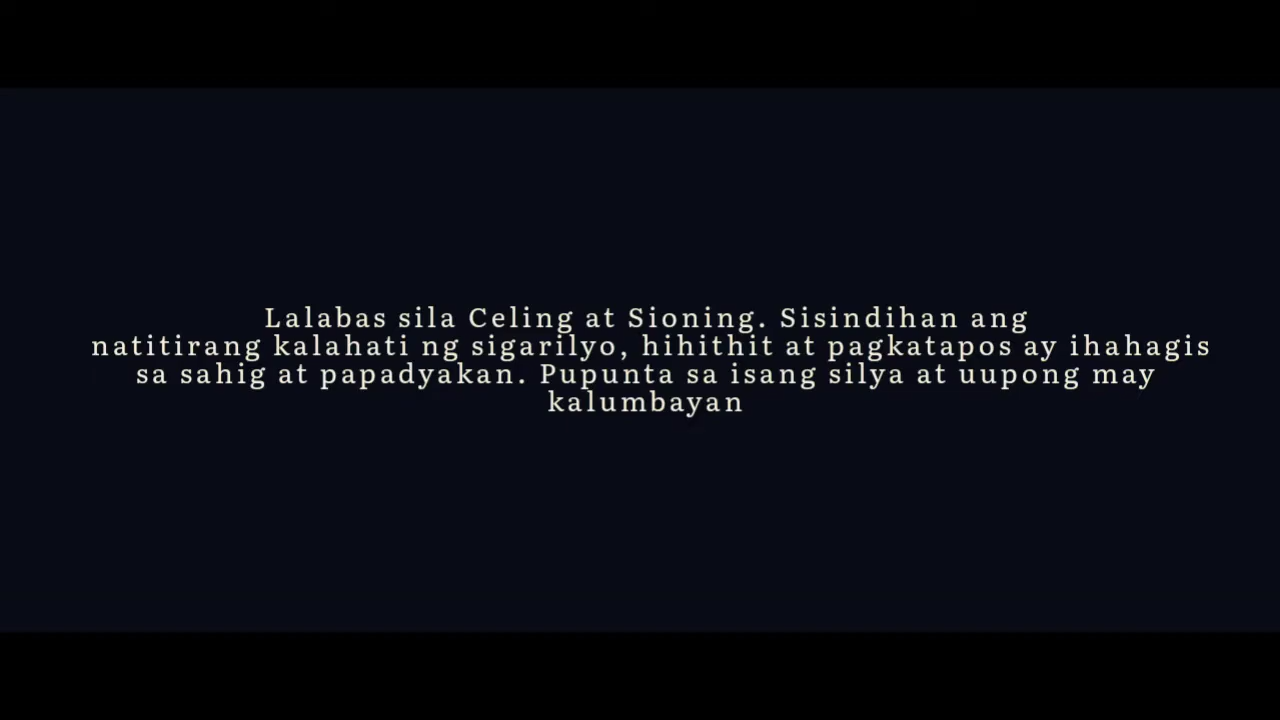 Lalabas sila Celing at Sioning. Sisindihan ang
natitirang kalahati ng sigarilyo, hihithit at pagkatapos ay ihahagis
sa sahig at papadyakan. Pupunta sa isang silya at uupong may
kalumbayan